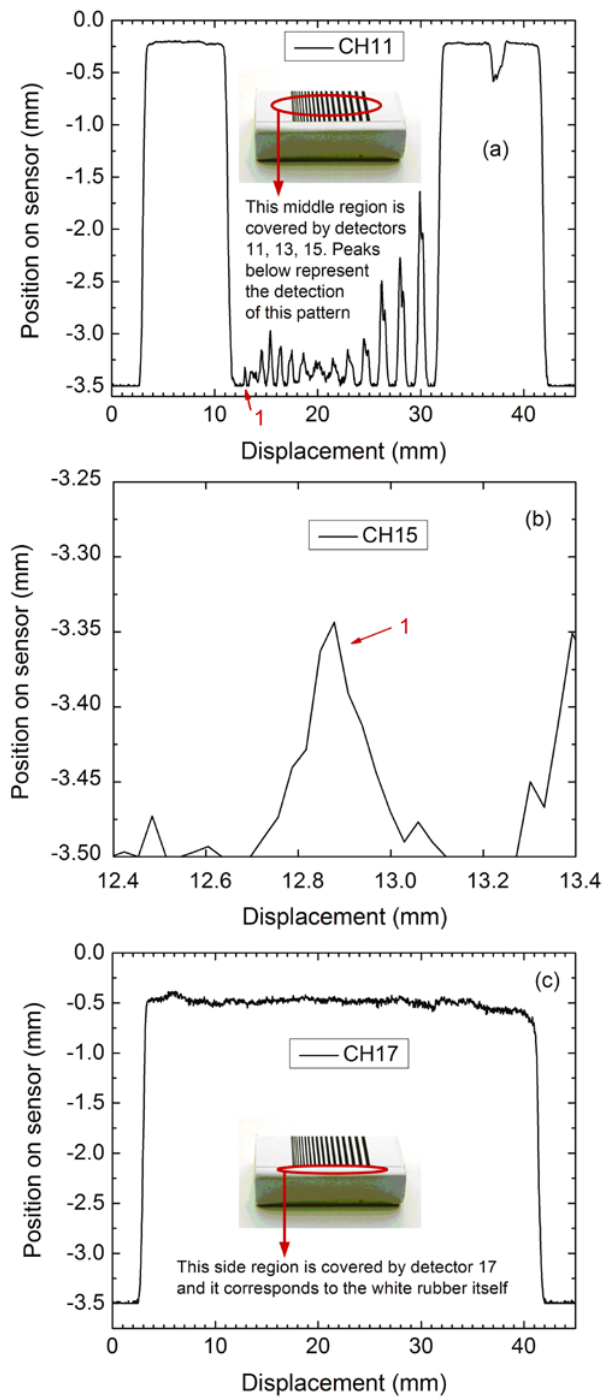 0.0
-0.5
-1.0
-1.5
-2.0
-2.5
-3.0
-3.5
Position on sensor (mm)
CH11
(a)
This middle region is
covered by detectors
11, 13, 15. Peaks
below represent
the detection
of this pattern
1
0 10 20 30 40
Displacement (mm)
-3.25
-3.30
-3.35
-3.40
-3.45
-3.50
Position on sensor (mm)
(b)
CH15
1
12.4 12.6 12.8 13.0 13.2 13.4
Displacement (mm)
0.0
-0.5
-1.0
-1.5
-2.0
-2.5
-3.0
-3.5
Position on sensor (mm)
(c)
CH17
This side region is covered by detector 17
and it corresponds to the white rubber itself
0 10 20 30 40
Displacement (mm)